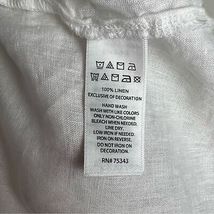 100% LINEN
EXCLUSIVE OF DECORATION
HAND WASH
WASH WITH LIKE COLORS
ONLY NON-CHLORINE
BLEACH WHEN NEEDED.
LINE DRY.
LOW IRON IF NEEDED.
IRON ON REVERSE.
DO NOT IRON ON
DECORATION.
RN# 75343